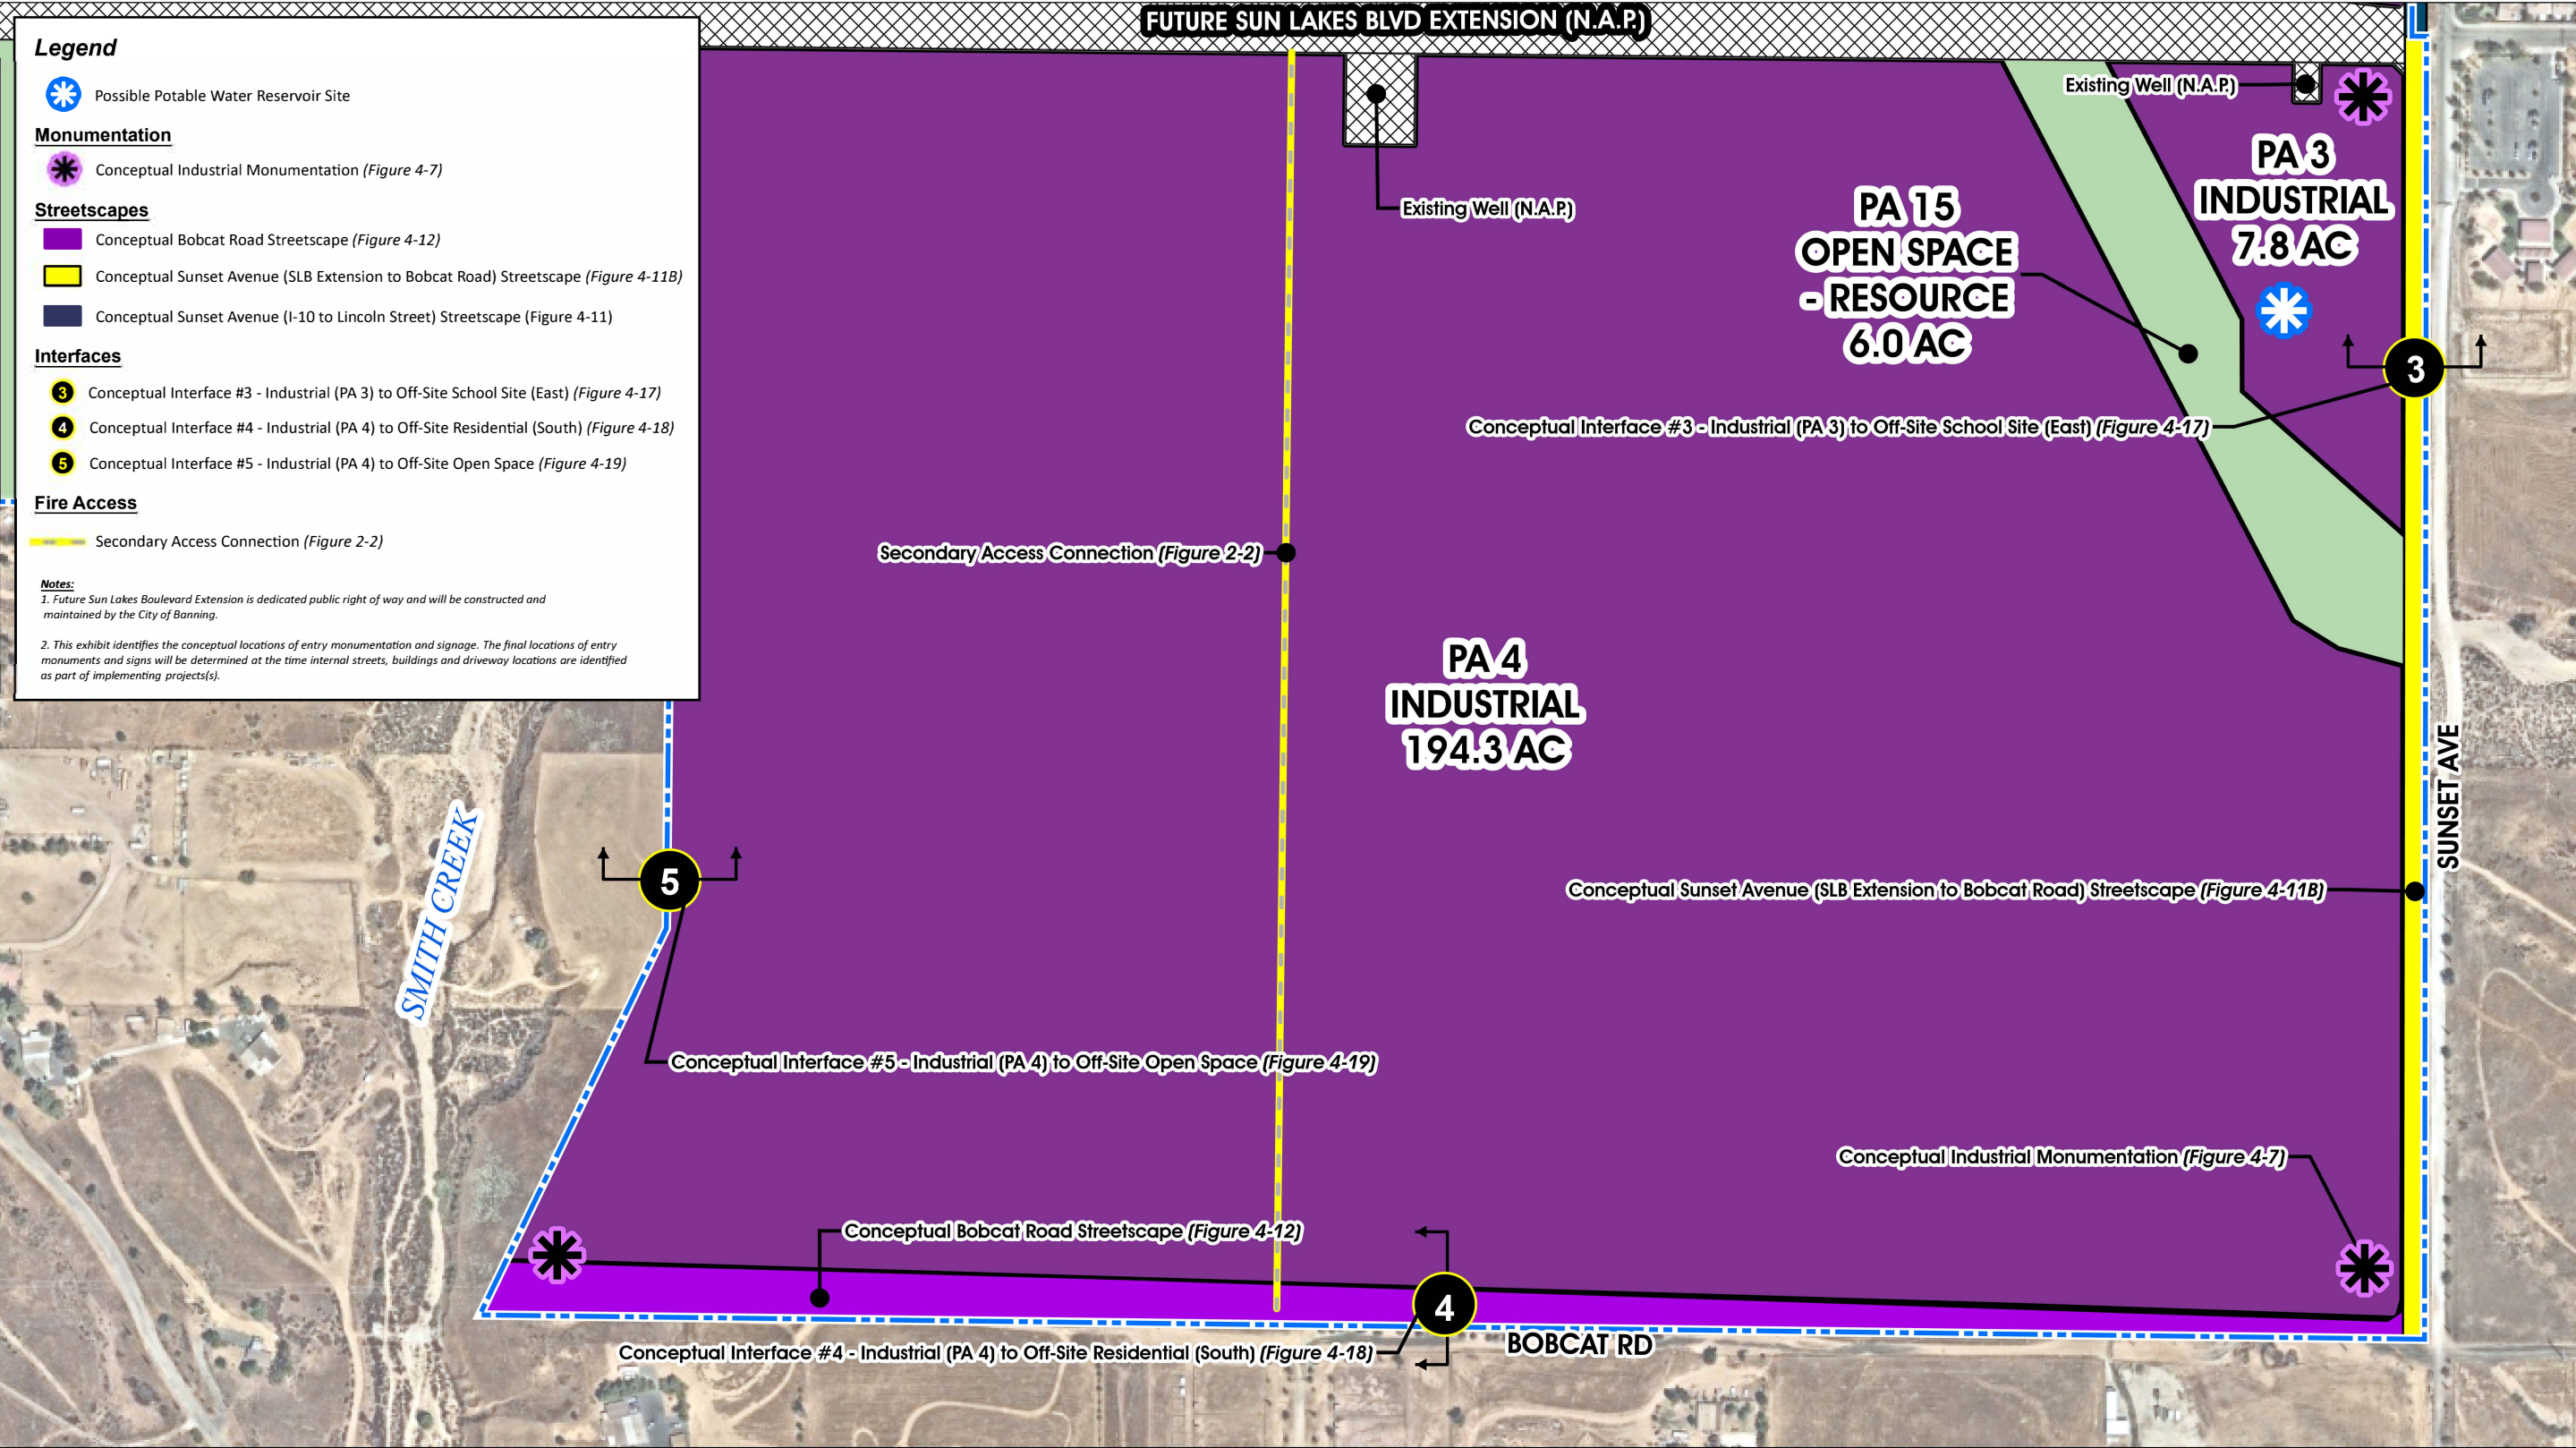 FUTURE SUN LAKES BLVD EXTENSION (N.A.P.)
Legend
Possible Potable Water Reservoir Site
Monumentation
Conceptual Industrial Monumentation (Figure 4-7)
Streetscapes
Conceptual Bobcat Road Streetscape (Figure 4-12)
Conceptual Sunset Avenue (SLB Extension to Bobcat Road) Streetscape (Figure 4-11B)
Conceptual Sunset Avenue (I-10 to Lincoln Street) Streetscape (Figure 4-11)
Interfaces
3 Conceptual Interface #3 - Industrial (PA 3) to Off-Site School Site (East) (Figure 4-17)
4 Conceptual Interface #4 - Industrial (PA 4) to Off-Site Residential (South) (Figure 4-18)
5 Conceptual Interface #5 - Industrial (PA 4) to Off-Site Open Space (Figure 4-19)
Fire Access
Secondary Access Connection (Figure 2-2)
Notes:
1. Future Sun Lakes Boulevard Extension is dedicated public right of way and will be constructed and
maintained by the City of Banning.
2. This exhibit identifies the conceptual locations of entry monumentation and signage. The final locations of entry
monuments and signs will be determined at the time internal streets, buildings and driveway locations are identified
as part of implementing projects(s).
Existing Well (N.A.P.)
Existing Well (N.A.P.)
PA 3
INDUSTRIAL
7.8 AC
PA 15
OPEN SPACE
- RESOURCE
6.0 AC
3
Conceptual Interface #3 - Industrial (PA 3) to Off-Site School Site (East) (Figure 4-17)
Secondary Access Connection (Figure 2-2)
PA 4
INDUSTRIAL
194.3 AC
SUNSET AVE
SMITH CREEK
5
Conceptual Sunset Avenue (SLB Extension to Bobcat Road) Streetscape (Figure 4-11B)
Conceptual Interface #5 - Industrial (PA 4) to Off-Site Open Space (Figure 4-19)
Conceptual Industrial Monumentation (Figure 4-7)
Conceptual Bobcat Road Streetscape (Figure 4-12)
4
BOBCAT RD
Conceptual Interface #4 - Industrial (PA 4) to Off-Site Residential (South) (Figure 4-18)